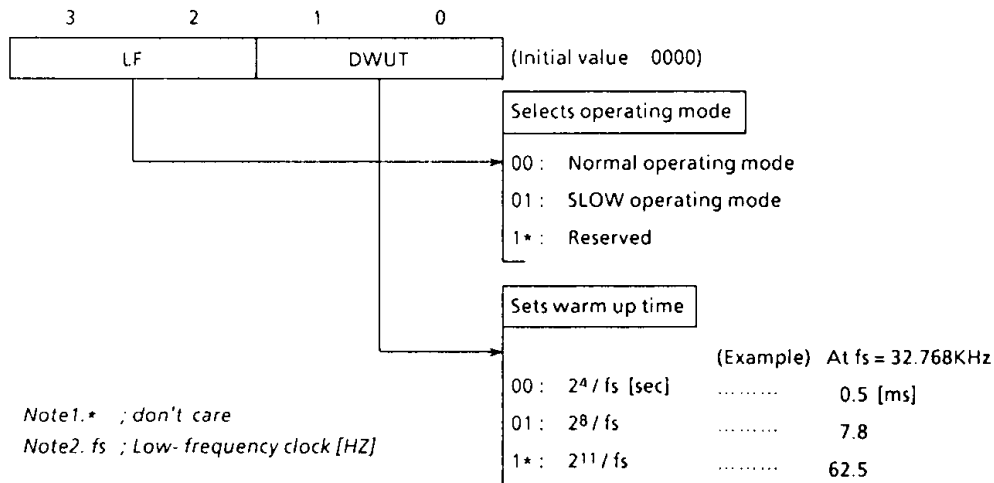 3 2 1 0
LF DWUT (Initial value 0000)
Selects operating mode
00 : Normal operating mode
01 : SLOW operating mode
1* : Reserved
Sets warm up time
(Example) At fs = 32.768KHz
00 : 2⁴ / fs [sec] ......... 0.5 [ms]
01 : 2⁸ / fs ......... 7.8
1* : 2¹¹ / fs ......... 62.5
Note1.* ; don't care
Note2. fs ; Low- frequency clock [HZ]